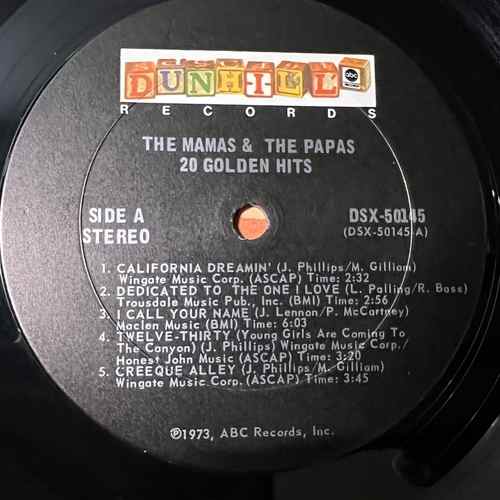 DUNHILL abc
RECORDS
THE MAMAS & THE PAPAS
20 GOLDEN HITS
SIDE A DSX-50145
STEREO (DSX-50145-A)
1. CALIFORNIA DREAMIN' (J. Phillips/M. Gilliam)
Wingate Music Corp. (ASCAP) Time: 2:32
2. DEDICATED TO THE ONE I LOVE (L. Palling/R. Bass)
Trousdale Music Pub., Inc. (BMI) Time: 2:56
3. I CALL YOUR NAME (J. Lennon/P. McCartney)
Maclen Music (BMI) Time: 6:03
4. TWELVE-THIRTY (Young Girls Are Coming To
The Canyon) (J. Phillips) Wingate Music Corp./
Honest John Music (ASCAP) Time: 3:20
5. CREEQUE ALLEY (J. Phillips/M. Gilliam)
Wingate Music Corp. (ASCAP) Time: 3:45
℗1973, ABC Records, Inc.